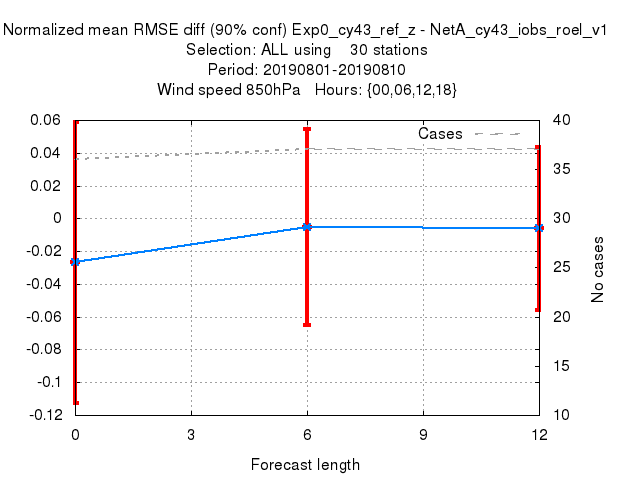 Normalized mean RMSE diff (90% conf) Exp0_cy43_ref_z - NetA_cy43_iobs_roel_v1
Selection: ALL using    30 stations
Period: 20190801-20190810
Wind speed 850hPa   Hours: {00,06,12,18}
Cases
0.06
0.04
0.02
0
-0.02
-0.04
-0.06
-0.08
-0.1
-0.12
40
35
30
25
20
15
10
No cases
0 3 6 9 12
Forecast length